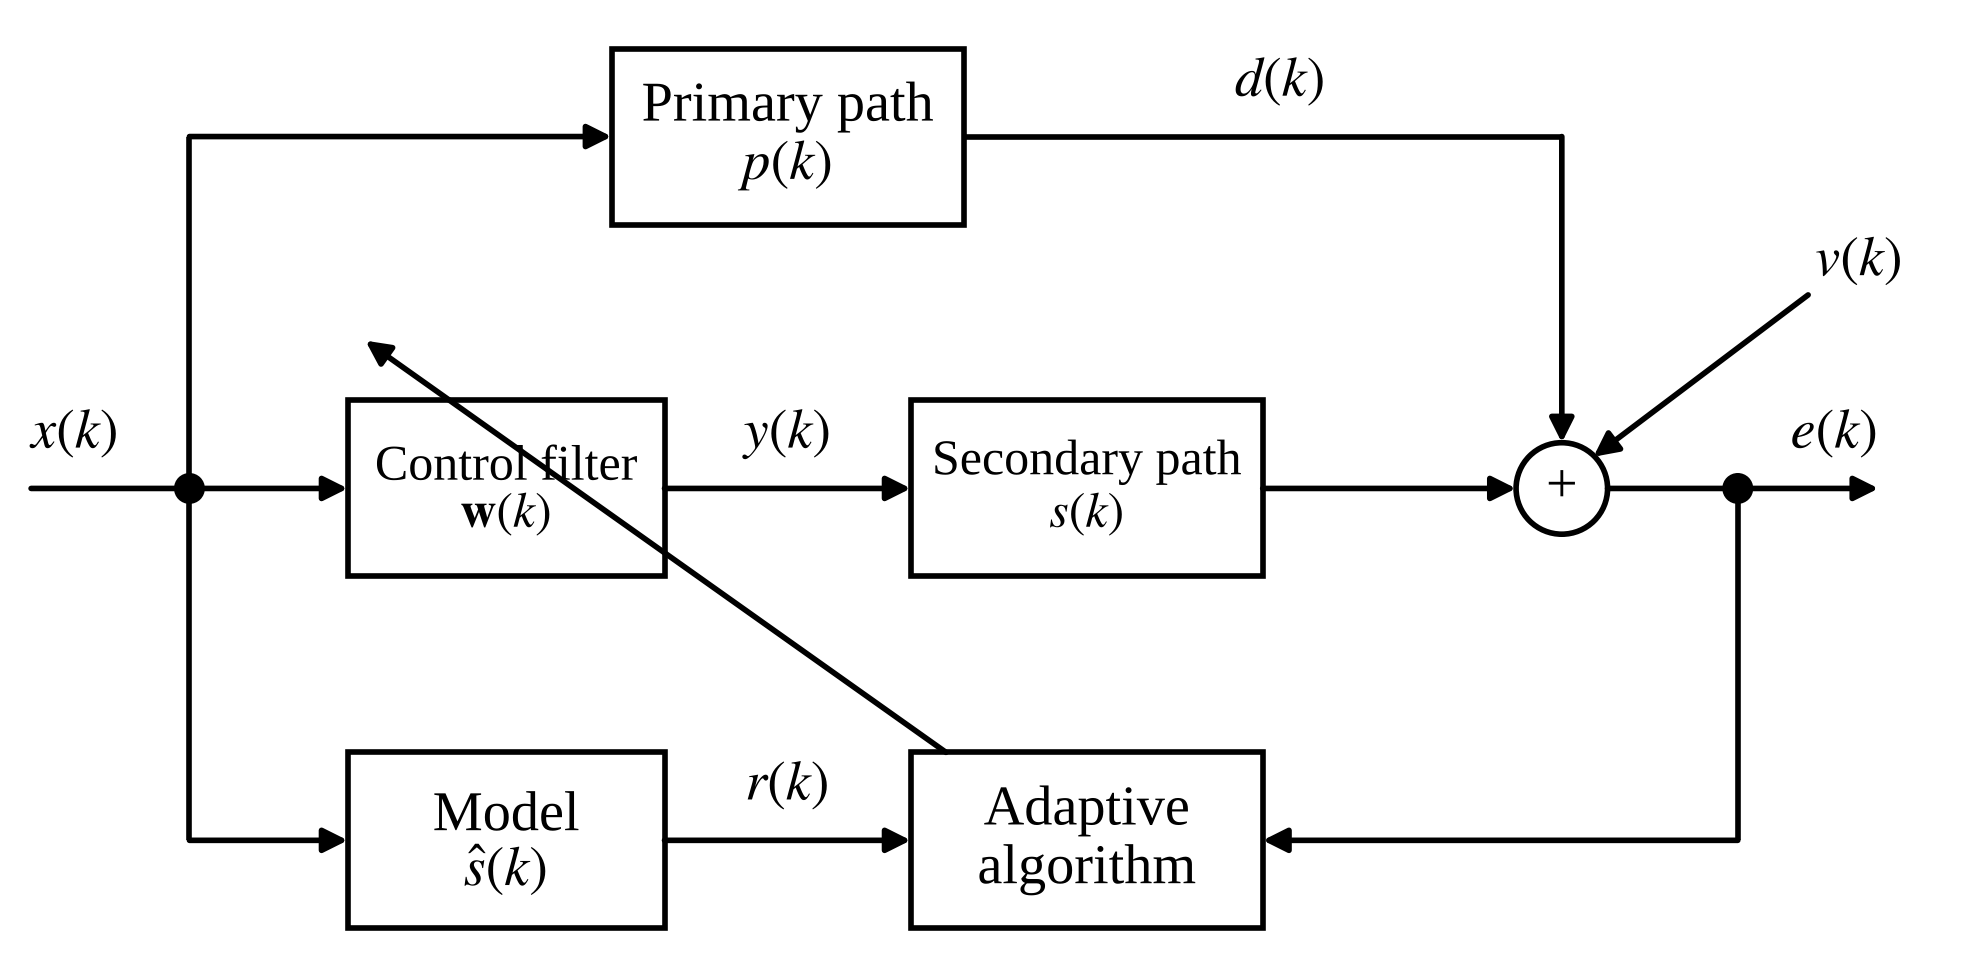 Primary path
p(k)
d(k)
v(k)
x(k)
Control filter
w(k)
y(k)
Secondary path
s(k)
+
e(k)
Model
ŝ(k)
r(k)
Adaptive
algorithm